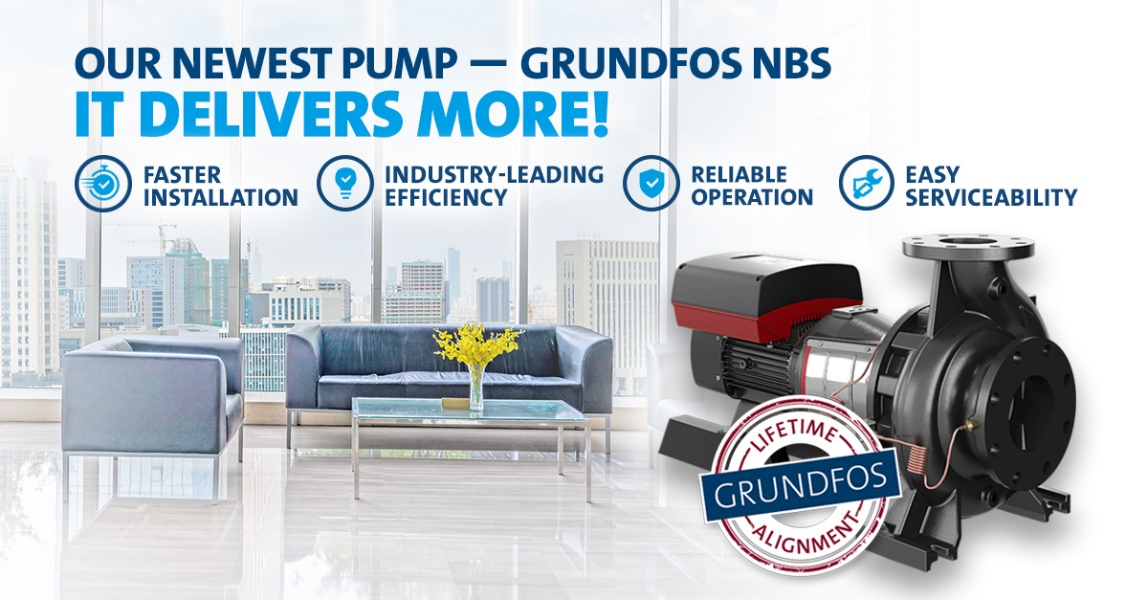 OUR NEWEST PUMP — GRUNDFOS NBS
IT DELIVERS MORE!
FASTER
INSTALLATION
INDUSTRY-LEADING
EFFICIENCY
RELIABLE
OPERATION
EASY
SERVICEABILITY
LIFETIME
GRUNDFOS
ALIGNMENT